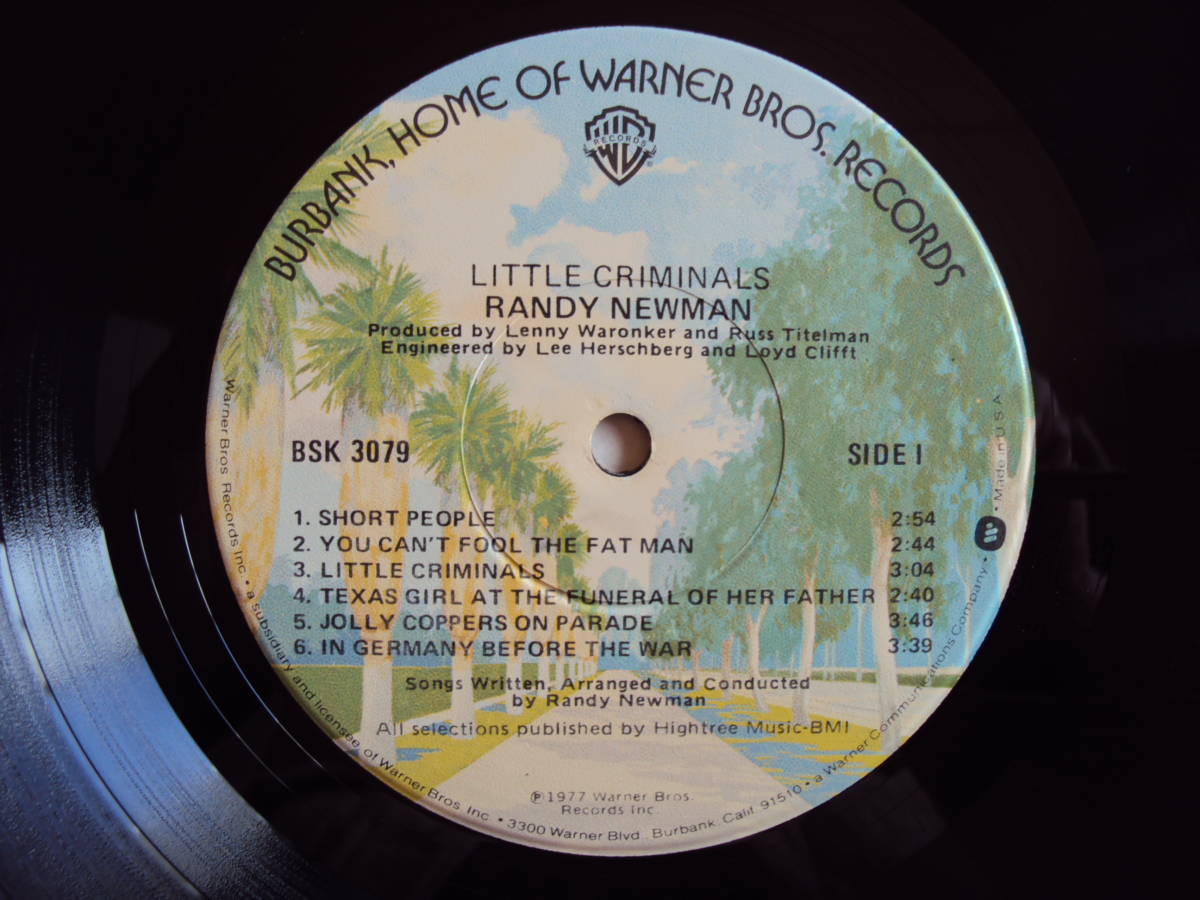 BURBANK, HOME OF WARNER BROS. RECORDS
W
RECORDS
LITTLE CRIMINALS
RANDY NEWMAN
Produced by Lenny Waronker and Russ Titelman
Engineered by Lee Herschberg and Loyd Clifft
BSK 3079
SIDE I
1. SHORT PEOPLE 2:54
2. YOU CAN'T FOOL THE FAT MAN 2:44
3. LITTLE CRIMINALS 3:04
4. TEXAS GIRL AT THE FUNERAL OF HER FATHER 2:40
5. JOLLY COPPERS ON PARADE 3:46
6. IN GERMANY BEFORE THE WAR 3:39
Songs Written, Arranged and Conducted
by Randy Newman
All selections published by Hightree Music-BMI
℗1977 Warner Bros.
Records Inc.
Warner Bros Records Inc. • a subsidiary and licensee of Warner Bros. Inc. • 3300 Warner Blvd., Burbank, Calif. 91510 • a Warner Communications Company. • Made in U.S.A.